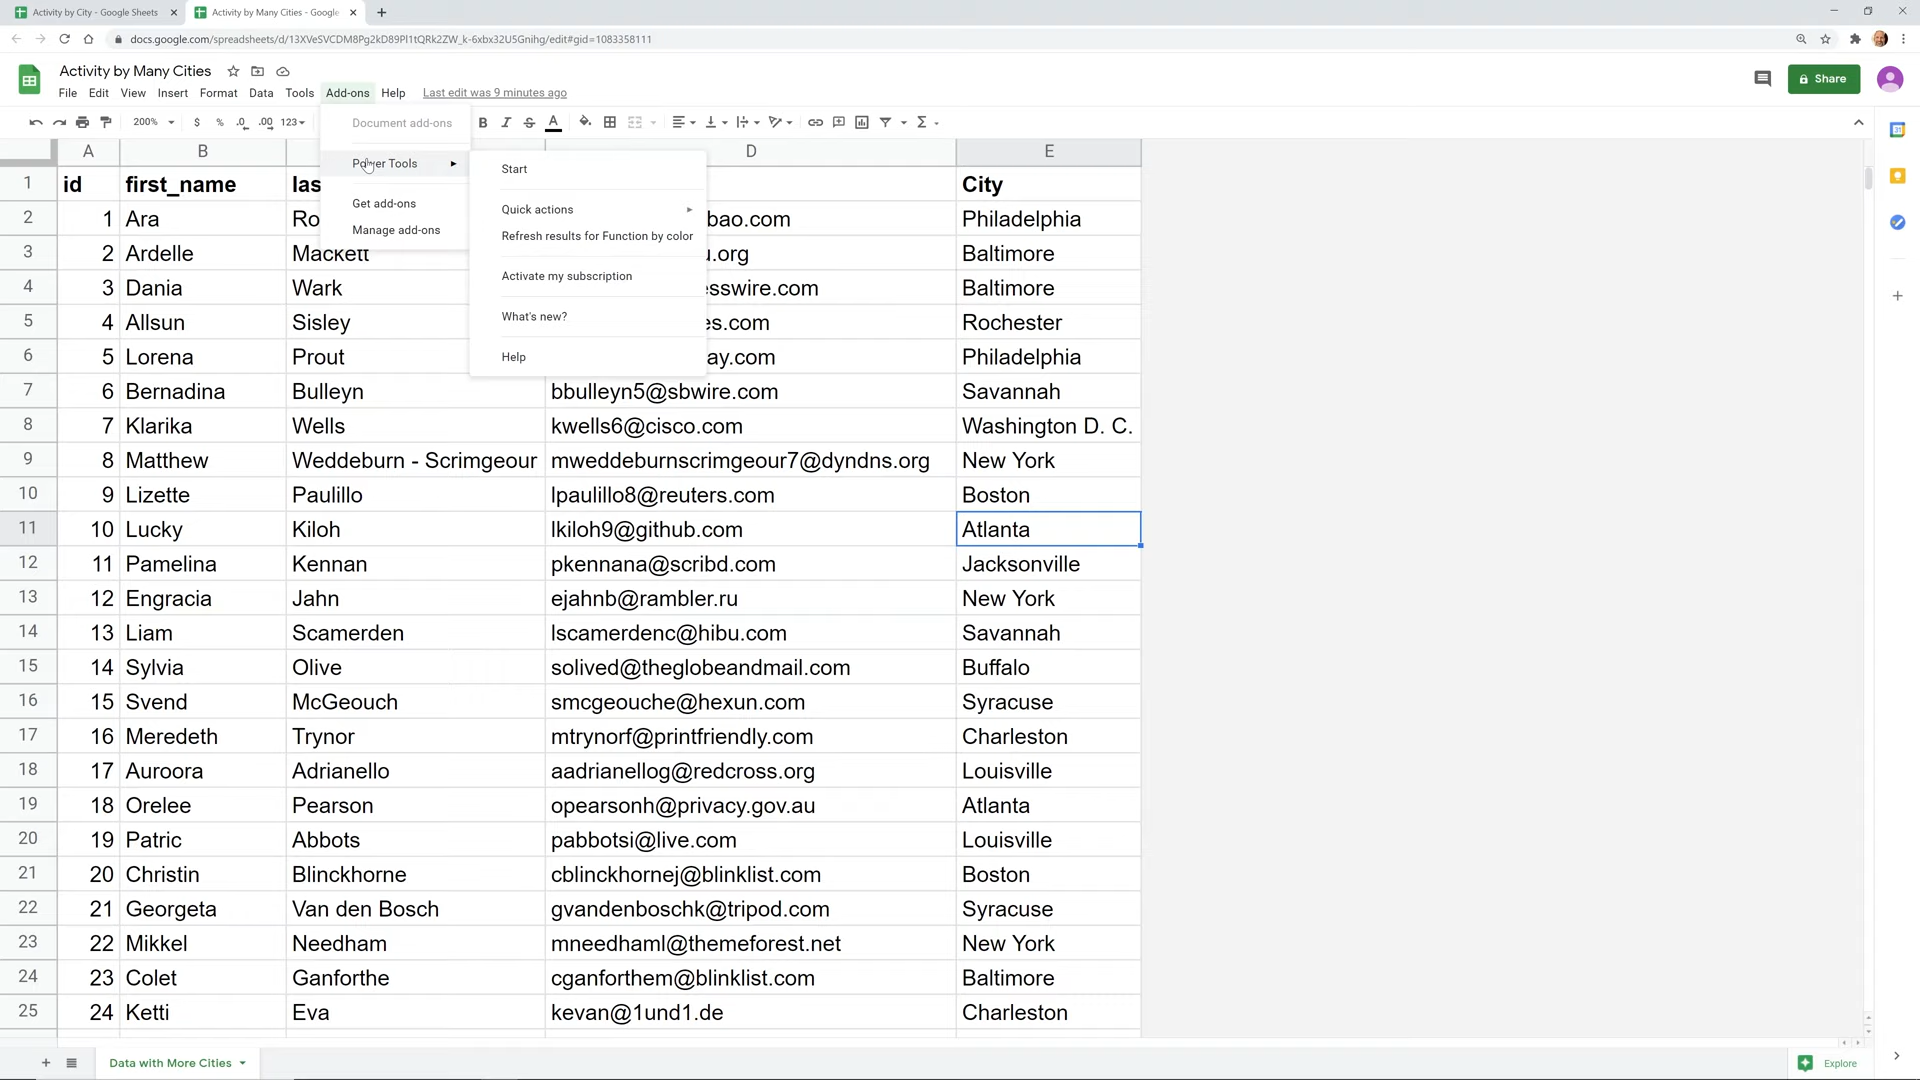 Activity by City - Google Sheets
Activity by Many Cities - Google
docs.google.com/spreadsheets/d/13XVeSVCDM8Pg2kD89Pl1tQRk2ZW_k-6xbx32U5Gnihg/edit#gid=1083358111
Activity by Many Cities
File Edit View Insert Format Data Tools Add-ons Help Last edit was 9 minutes ago
Share
200% $ % .0 .00 123 B I S A Σ
Document add-ons
Power Tools
Get add-ons
Manage add-ons
Start
Quick actions
Refresh results for Function by color
Activate my subscription
What's new?
Help
A B D E
1 id first_name las City
2 1 Ara Ro bao.com Philadelphia
3 2 Ardelle Mackett u.org Baltimore
4 3 Dania Wark esswire.com Baltimore
5 4 Allsun Sisley es.com Rochester
6 5 Lorena Prout ay.com Philadelphia
7 6 Bernadina Bulleyn bbulleyn5@sbwire.com Savannah
8 7 Klarika Wells kwells6@cisco.com Washington D. C.
9 8 Matthew Weddeburn - Scrimgeour mweddeburnscrimgeour7@dyndns.org New York
10 9 Lizette Paulillo lpaulillo8@reuters.com Boston
11 10 Lucky Kiloh lkiloh9@github.com Atlanta
12 11 Pamelina Kennan pkennana@scribd.com Jacksonville
13 12 Engracia Jahn ejahnb@rambler.ru New York
14 13 Liam Scamerden lscamerdenc@hibu.com Savannah
15 14 Sylvia Olive solived@theglobeandmail.com Buffalo
16 15 Svend McGeouch smcgeouche@hexun.com Syracuse
17 16 Meredeth Trynor mtrynorf@printfriendly.com Charleston
18 17 Auroora Adrianello aadrianellog@redcross.org Louisville
19 18 Orelee Pearson opearsonh@privacy.gov.au Atlanta
20 19 Patric Abbots pabbotsi@live.com Louisville
21 20 Christin Blinckhorne cblinckhornej@blinklist.com Boston
22 21 Georgeta Van den Bosch gvandenboschk@tripod.com Syracuse
23 22 Mikkel Needham mneedhaml@themeforest.net New York
24 23 Colet Ganforthe cganforthem@blinklist.com Baltimore
25 24 Ketti Eva kevan@1und1.de Charleston
Data with More Cities
Explore